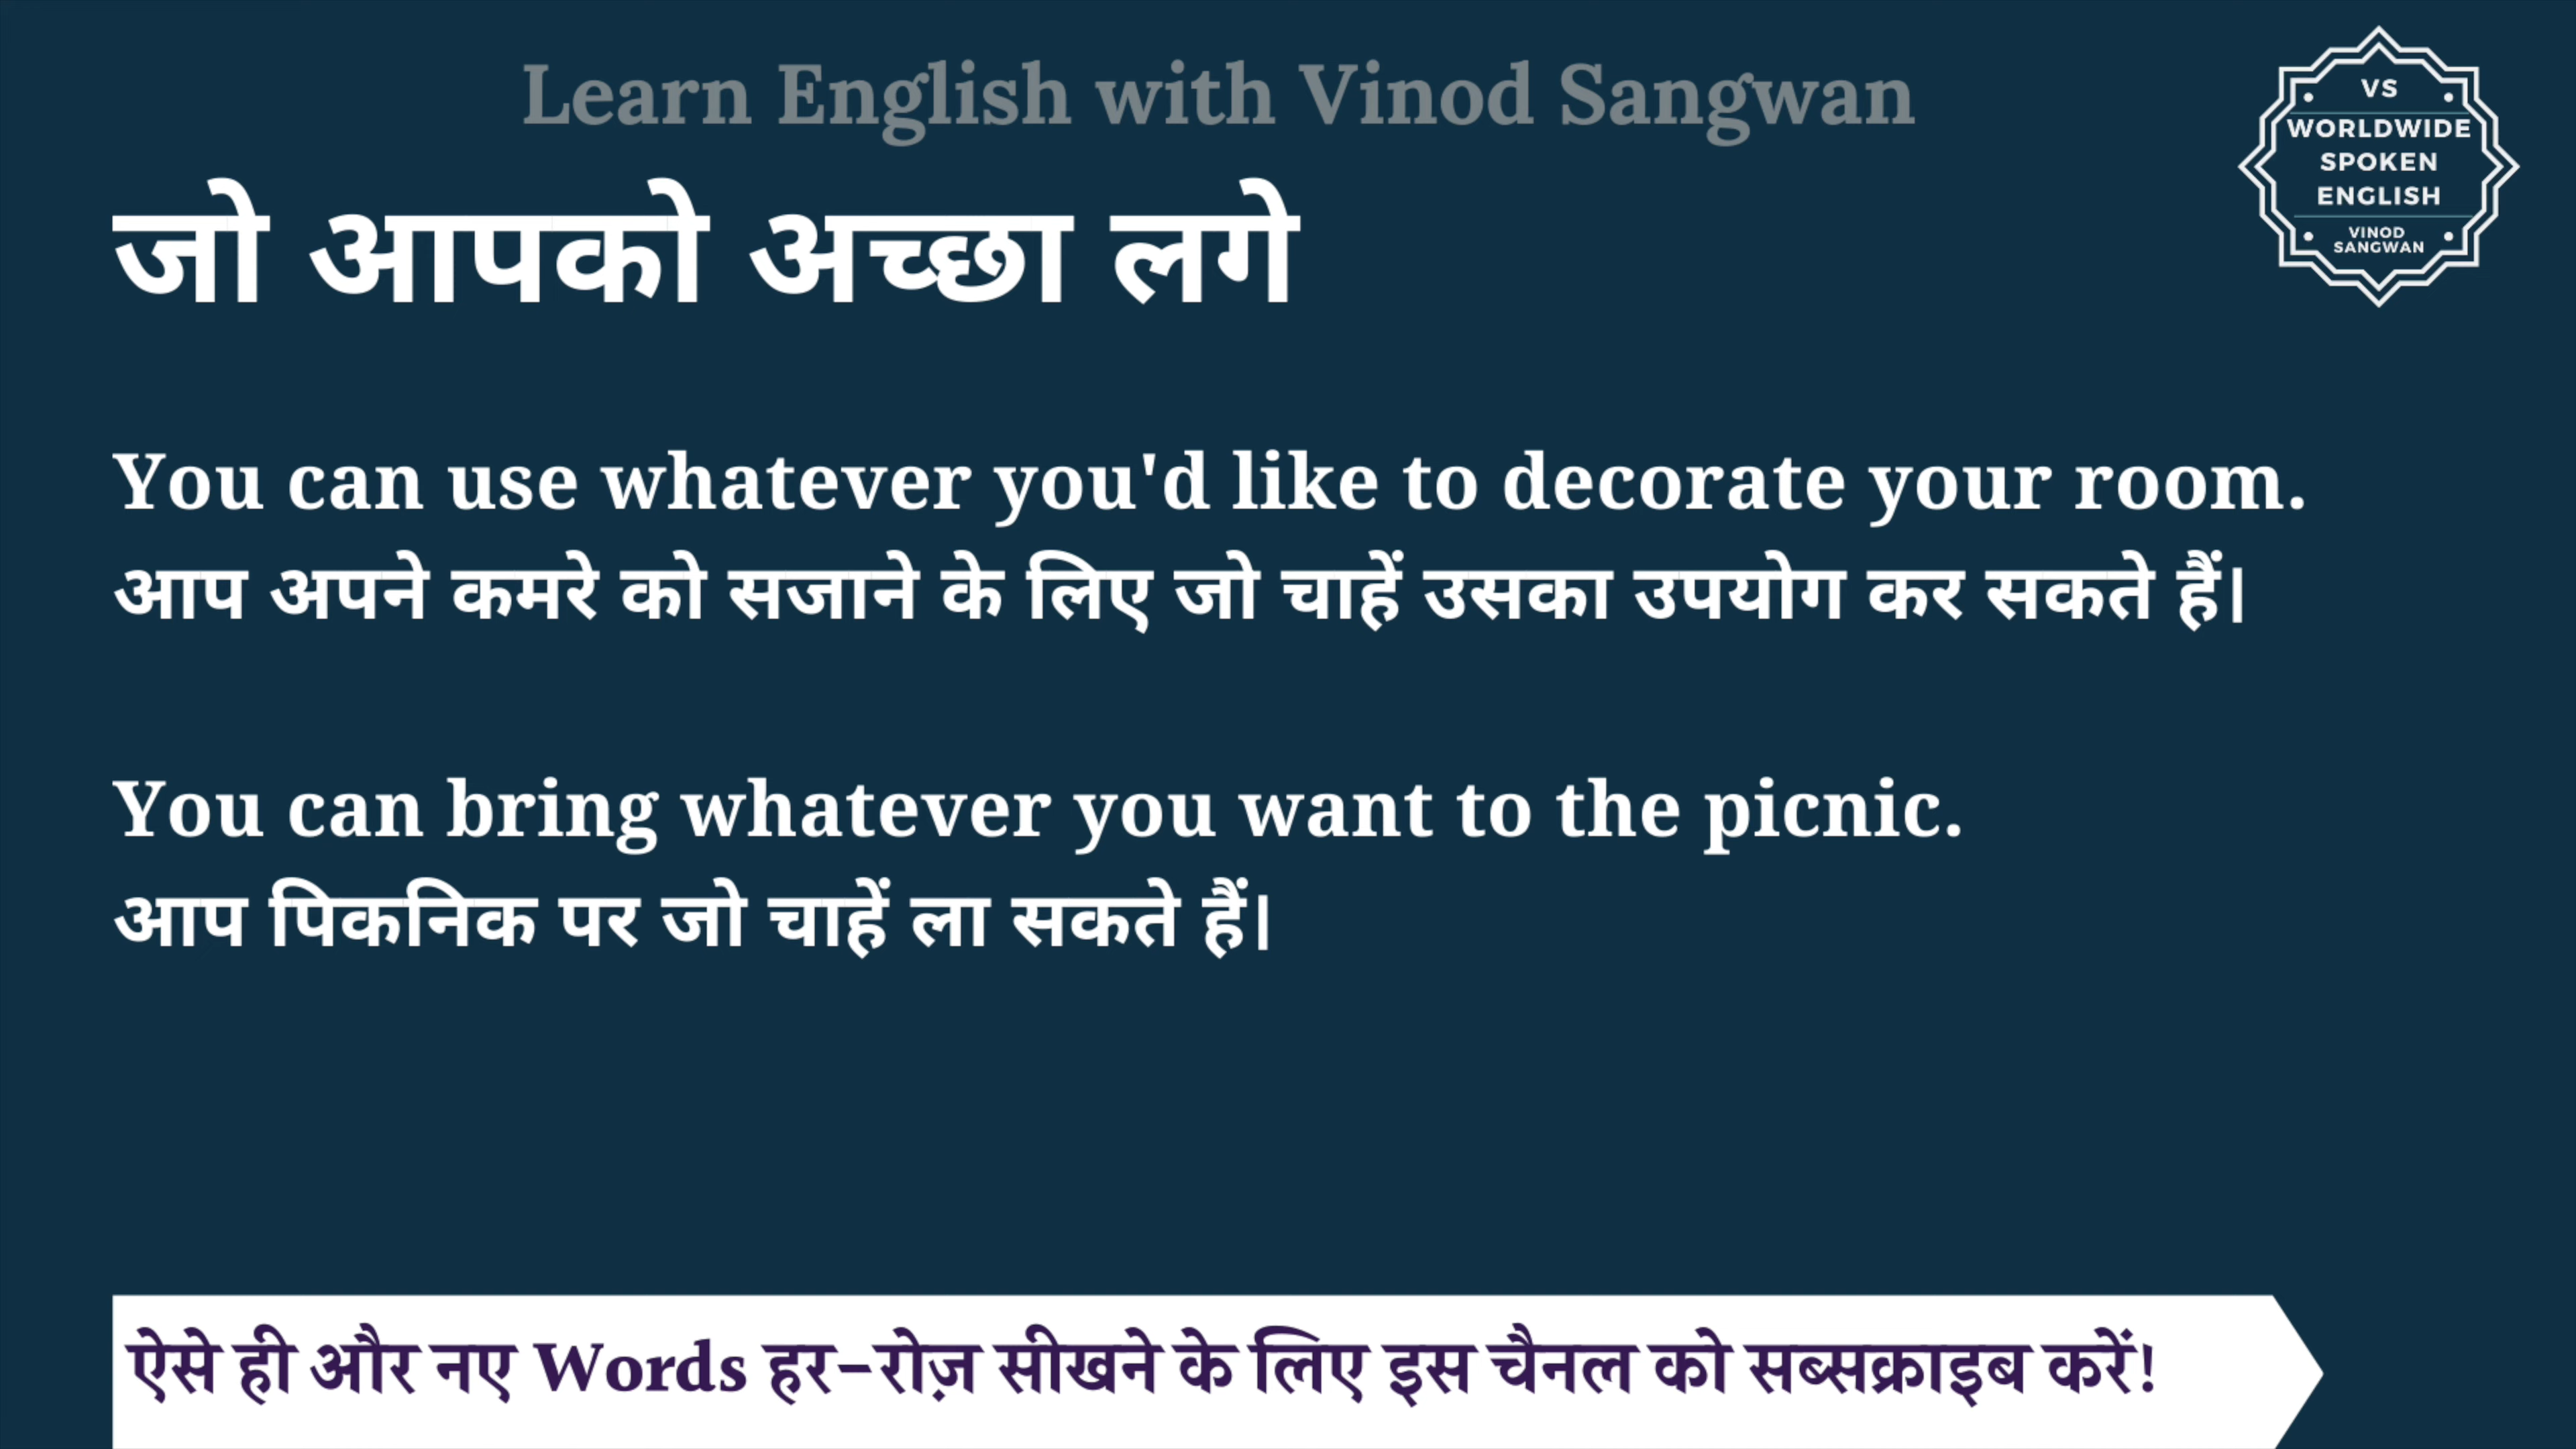 Learn English with Vinod Sangwan
VS
WORLDWIDE
SPOKEN
ENGLISH
VINOD
SANGWAN
जो आपको अच्छा लगे
You can use whatever you'd like to decorate your room.
आप अपने कमरे को सजाने के लिए जो चाहें उसका उपयोग कर सकते हैं।
You can bring whatever you want to the picnic.
आप पिकनिक पर जो चाहें ला सकते हैं।
ऐसे ही और नए Words हर-रोज़ सीखने के लिए इस चैनल को सब्सक्राइब करें!